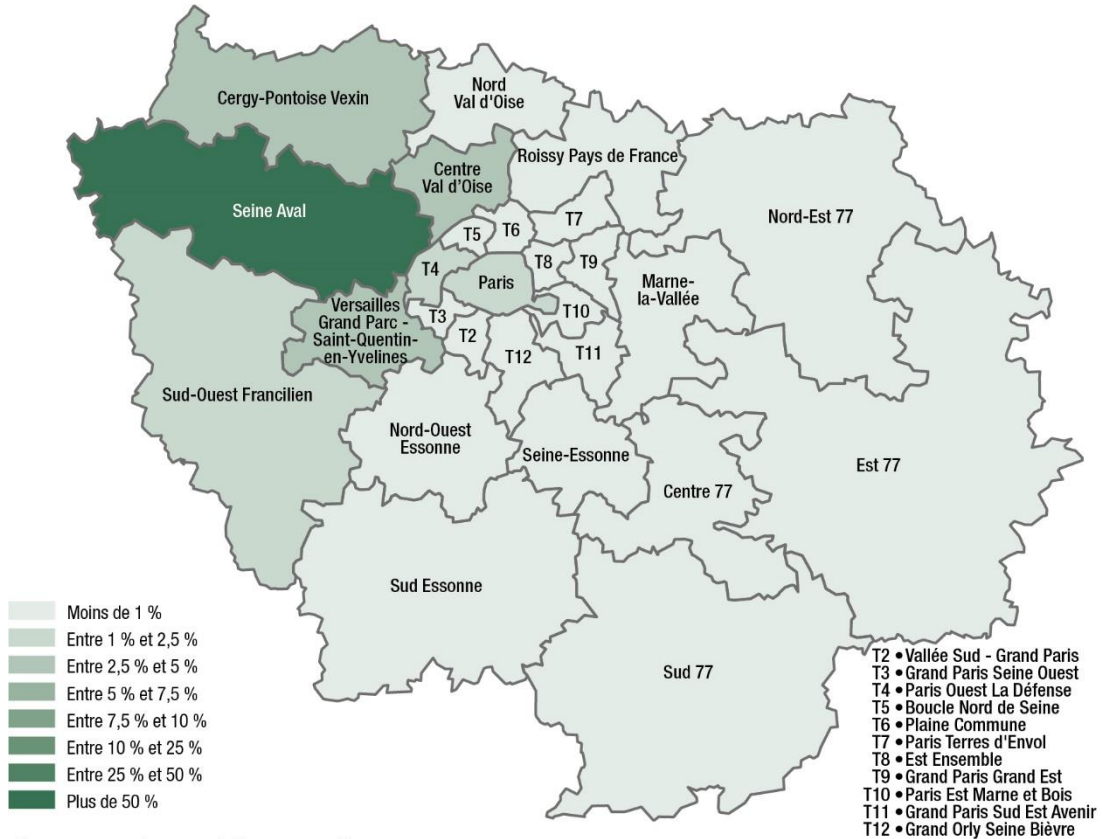 Nord
Val d'Oise
Cergy-Pontoise Vexin
Roissy Pays de France
Centre
Val d'Oise
Seine Aval
Nord-Est 77
T7
T6
T5
T8
T9
T4
Paris
Marne-
la-Vallée
Versailles
Grand Parc -
Saint-Quentin-
en-Yvelines
T3
T10
T2
T12
T11
Sud-Ouest Francilien
Nord-Ouest
Essonne
Seine-Essonne
Est 77
Centre 77
Sud Essonne
Sud 77
Moins de 1 %
Entre 1 % et 2,5 %
Entre 2,5 % et 5 %
Entre 5 % et 7,5 %
Entre 7,5 % et 10 %
Entre 10 % et 25 %
Entre 25 % et 50 %
Plus de 50 %
T2 • Vallée Sud - Grand Paris
T3 • Grand Paris Seine Ouest
T4 • Paris Ouest La Défense
T5 • Boucle Nord de Seine
T6 • Plaine Commune
T7 • Paris Terres d'Envol
T8 • Est Ensemble
T9 • Grand Paris Grand Est
T10 • Paris Est Marne et Bois
T11 • Grand Paris Sud Est Avenir
T12 • Grand Orly Seine Bièvre